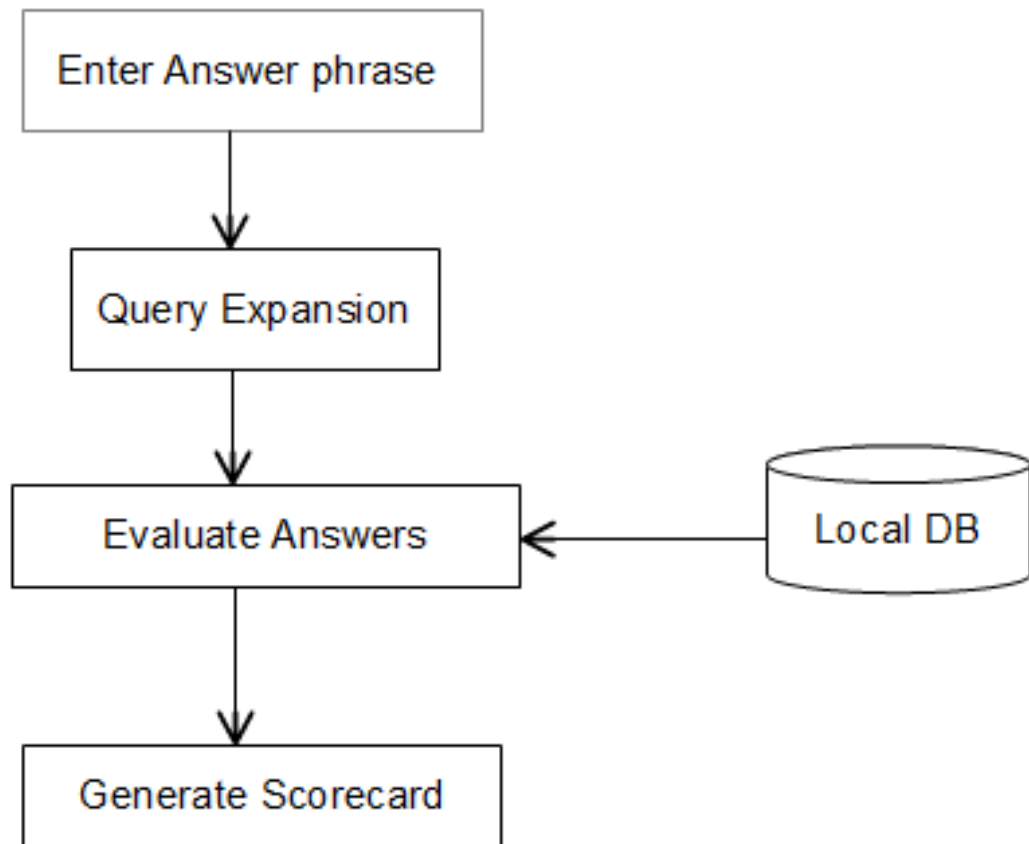 Enter Answer phrase
Query Expansion
Evaluate Answers
Local DB
Generate Scorecard